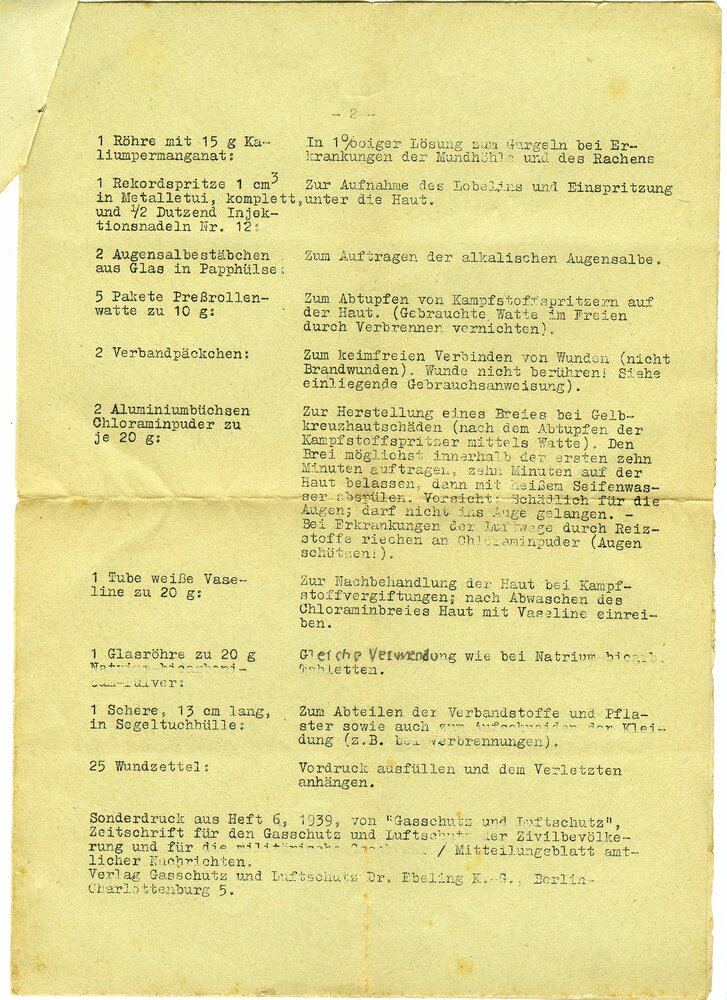 - 2 -
1 Röhre mit 15 g Ka-
liumpermanganat:
In 1%oiger Lösung zum Gurgeln bei Er-
krankungen der Mundhöhle und des Rachens
1 Rekordspritze 1 cm3
in Metalletui, komplett,
und 1/2 Dutzend Injek-
tionsnadeln Nr. 12:
Zur Aufnahme des Lobelins und Einspritzung
unter die Haut.
2 Augensalbestäbchen
aus Glas in Papphülse:
Zum Auftragen der alkalischen Augensalbe.
5 Pakete Preßrollen-
watte zu 10 g:
Zum Abtupfen von Kampfstoffspritzern auf
der Haut. (Gebrauchte Watte im Freien
durch Verbrennen vernichten).
2 Verbandpäckchen:
Zum keimfreien Verbinden von Wunden (nicht
Brandwunden). Wunde nicht berühren! Siehe
einliegende Gebrauchsanweisung).
2 Aluminiumbüchsen
Chloraminpuder zu
je 20 g:
Zur Herstellung eines Breies bei Gelb-
kreuzhautschäden (nach dem Abtupfen der
Kampfstoffspritzer mittels Watte). Den
Brei möglichst innerhalb der ersten zehn
Minuten auftragen, zehn Minuten auf der
Haut belassen, dann mit heißem Seifenwas-
ser abspülen. Vorsicht: Schädlich für die
Augen; darf nicht ins Auge gelangen. -
Bei Erkrankungen der Luftwege durch Reiz-
stoffe riechen an Chloraminpuder (Augen
schützen!).
1 Tube weiße Vase-
line zu 20 g:
Zur Nachbehandlung der Haut bei Kampf-
stoffvergiftungen; nach Abwaschen des
Chloraminbreies Haut mit Vaseline einrei-
ben.
1 Glasröhre zu 20 g
Natrium bicarboni-
cum-Pulver:
Gleiche Verwendung wie bei Natrium bicarb.
Tabletten.
1 Schere, 13 cm lang,
in Segeltuchhülle:
Zum Abteilen der Verbandstoffe und Pfla-
ster sowie auch zum Aufschneiden der Klei-
dung (z.B. bei Verbrennungen).
25 Wundzettel:
Vordruck ausfüllen und dem Verletzten
anhängen.
Sonderdruck aus Heft 6, 1939, von "Gasschutz und Luftschutz",
Zeitschrift für den Gasschutz und Luftschutz der Zivilbevölke-
rung und für die militärische / Mitteilungsblatt amt-
licher Nachrichten.
Verlag Gasschutz und Luftschutz Dr. Ebeling K.-G., Berlin-
Charlottenburg 5.